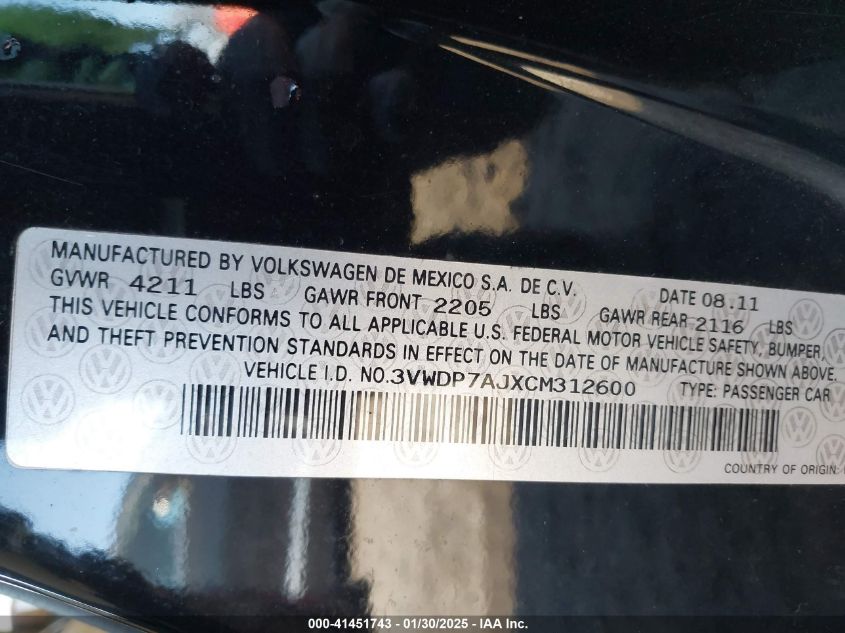 MANUFACTURED BY VOLKSWAGEN DE MEXICO S.A. DE C.V. DATE 08.11
GVWR 4211 LBS GAWR FRONT 2205 LBS GAWR REAR 2116 LBS
THIS VEHICLE CONFORMS TO ALL APPLICABLE U.S. FEDERAL MOTOR VEHICLE SAFETY, BUMPER,
AND THEFT PREVENTION STANDARDS IN EFFECT ON THE DATE OF MANUFACTURE SHOWN ABOVE.
VEHICLE I.D. NO.3VWDP7AJXCM312600 TYPE: PASSENGER CAR
COUNTRY OF ORIGIN:
000-41451743 - 01/30/2025 - IAA Inc.